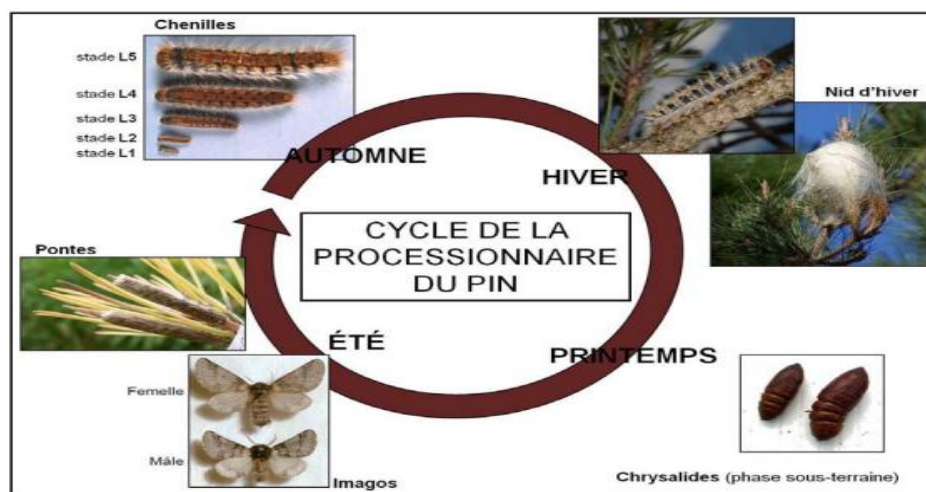 Chenilles
stade L5
stade L4
stade L3
stade L2
stade L1
AUTOMNE
HIVER
Nid d'hiver
CYCLE DE LA
PROCESSIONNAIRE
DU PIN
Pontes
ÉTÉ
PRINTEMPS
Femelle
Mâle
Imagos
Chrysalides (phase sous-terraine)